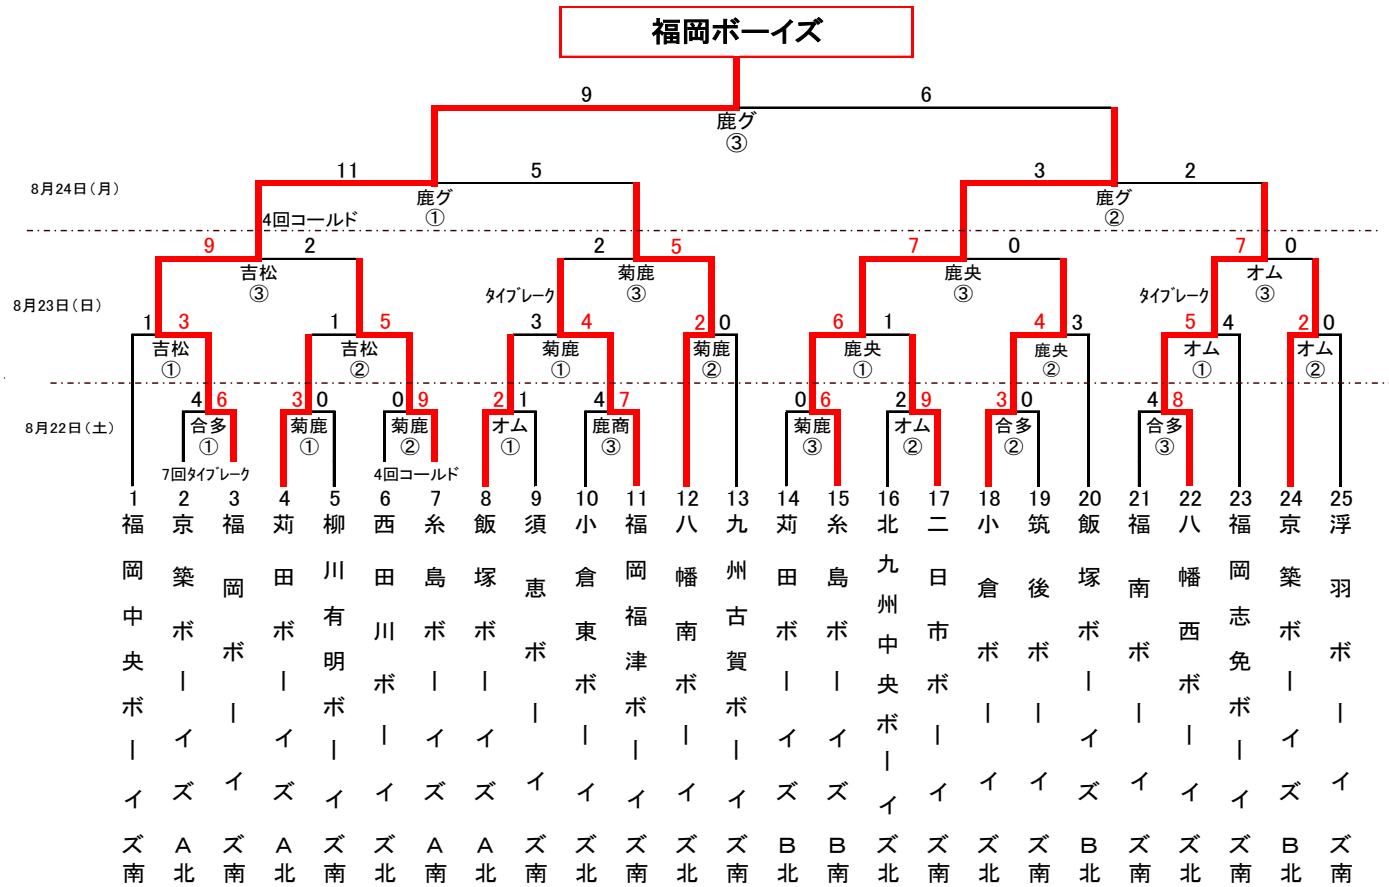 福岡ボーイズ
9 6
鹿グ
③
11 5 3 2
8月24日(月)
鹿グ 鹿グ
① ②
4回コールド
9 2 2 5 7 0 7 0
吉松 菊鹿 鹿央 オム
③ ③ ③ ③
8月23日(日)
タイブレーク タイブレーク
1 3 1 5 3 4 2 0 6 1 4 3 5 4 2 0
吉松 吉松 菊鹿 菊鹿 鹿央 鹿央 オム オム
① ② ① ② ① ② ① ②
8月22日(土)
4 6 3 0 0 9 2 1 4 7 0 6 2 9 3 0 4 8
合多 菊鹿 菊鹿 オム 鹿商 菊鹿 オム 合多 合多
① ① ② ① ③ ③ ② ② ③
7回タイブレーク 4回コールド
1 福岡中央ボーイズ南
2 京築ボーイズA北
3 福岡ボーイズ南
4 苅田ボーイズA北
5 柳川有明ボーイズ南
6 西田川ボーイズ北
7 糸島ボーイズA南
8 飯塚ボーイズA北
9 須恵ボーイズ南
10 小倉東ボーイズ北
11 福岡福津ボーイズ南
12 八幡南ボーイズ北
13 九州古賀ボーイズ南
14 苅田ボーイズB北
15 糸島ボーイズB南
16 北九州中央ボーイズ北
17 二日市ボーイズ南
18 小倉ボーイズ北
19 筑後ボーイズ南
20 飯塚ボーイズB北
21 福南ボーイズ南
22 八幡西ボーイズ北
23 福岡志免ボーイズ南
24 京築ボーイズB北
25 浮羽ボーイズ南